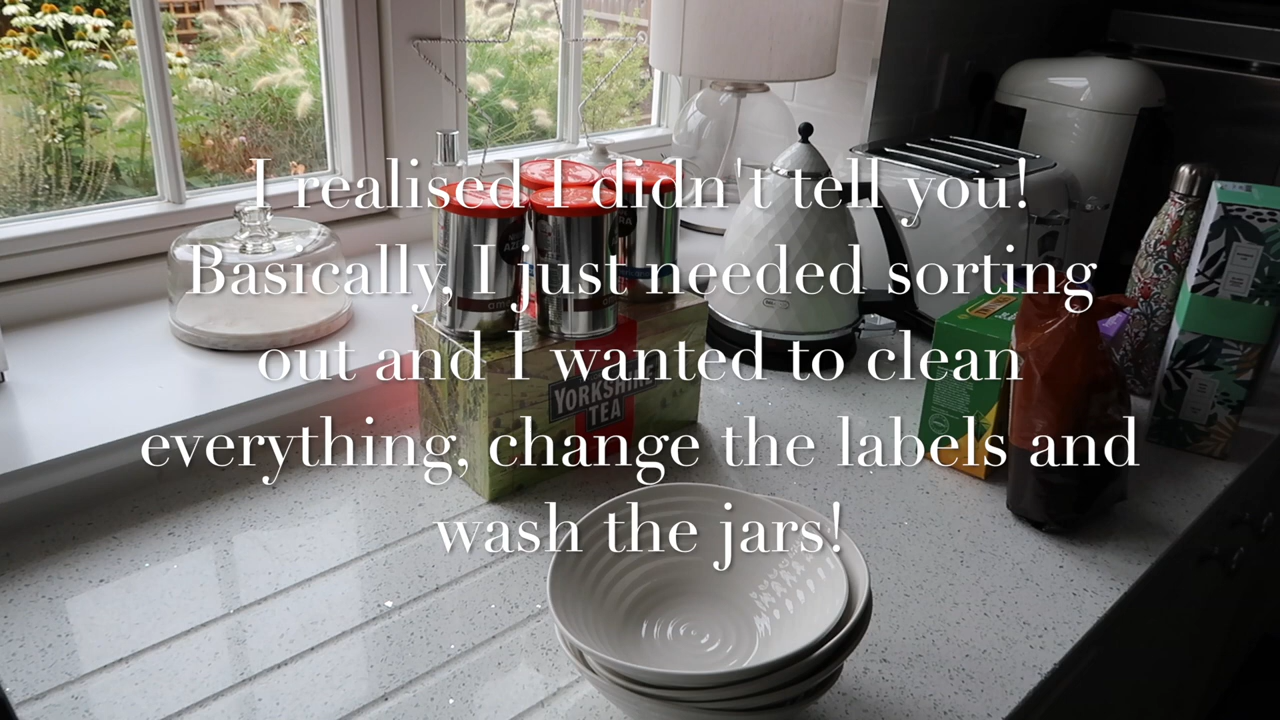 I realised I didn't tell you!
Basically, I just needed sorting
out and I wanted to clean
everything, change the labels and
wash the jars!
YORKSHIRE
TEA